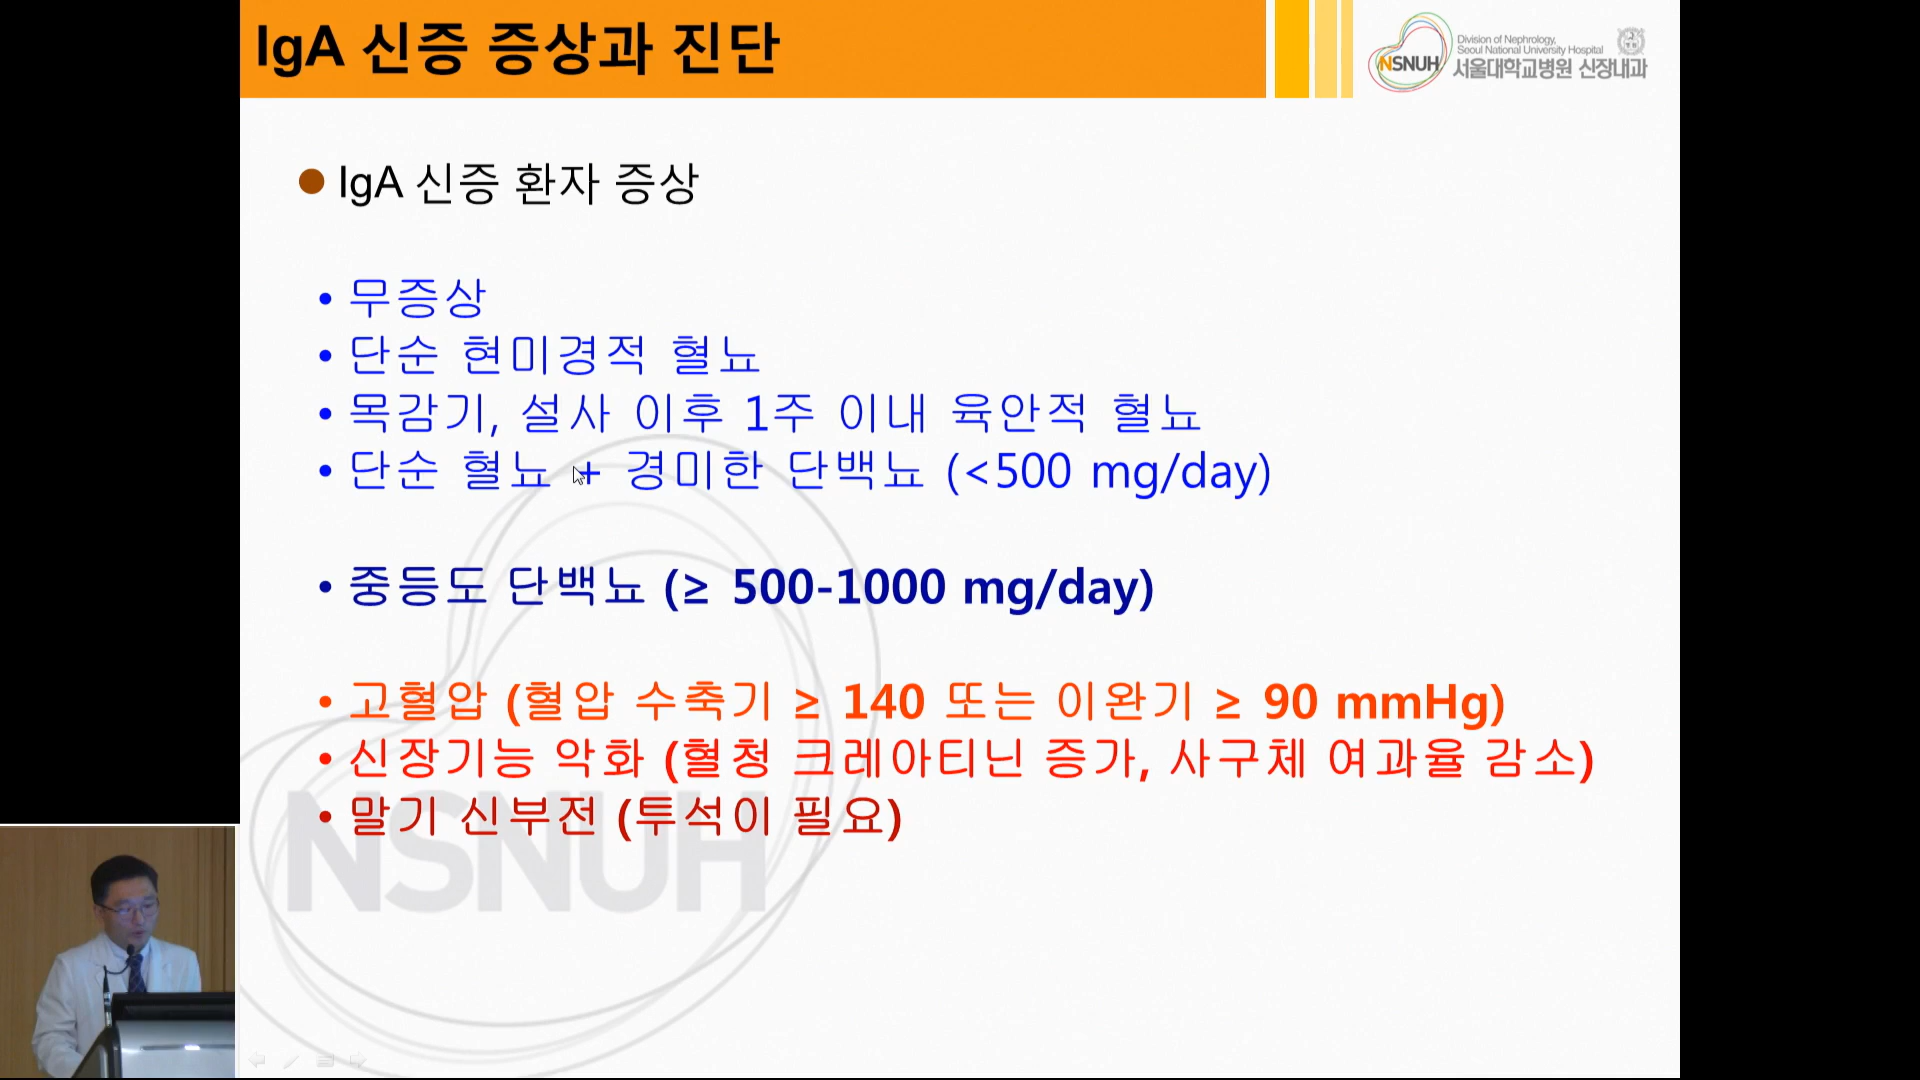 IgA 신증 증상과 진단
NSNUH
Division of Nephrology,
Seoul National University Hospital
서울대학교병원 신장내과
IgA 신증 환자 증상
• 무증상
• 단순 현미경적 혈뇨
• 목감기, 설사 이후 1주 이내 육안적 혈뇨
• 단순 혈뇨 + 경미한 단백뇨 (<500 mg/day)
• 중등도 단백뇨 (≥ 500-1000 mg/day)
• 고혈압 (혈압 수축기 ≥ 140 또는 이완기 ≥ 90 mmHg)
• 신장기능 악화 (혈청 크레아티닌 증가, 사구체 여과율 감소)
• 말기 신부전 (투석이 필요)
NSNUH